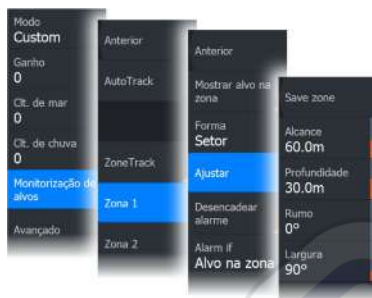 Modo
Custom
Ganho
0
Clt. de mar
0
Clt. de chuva
0
Monitorização de
alvos
Avançado
Anterior
AutoTrack
ZoneTrack
Zona 1
Zona 2
Anterior
Mostrar alvo na
zona
Forma
Setor
Ajustar
Desencadear
alarme
Alarm if
Alvo na zona
Save zone
Alcance
60.0m
Profundidade
30.0m
Rumo
0°
Largura
90°